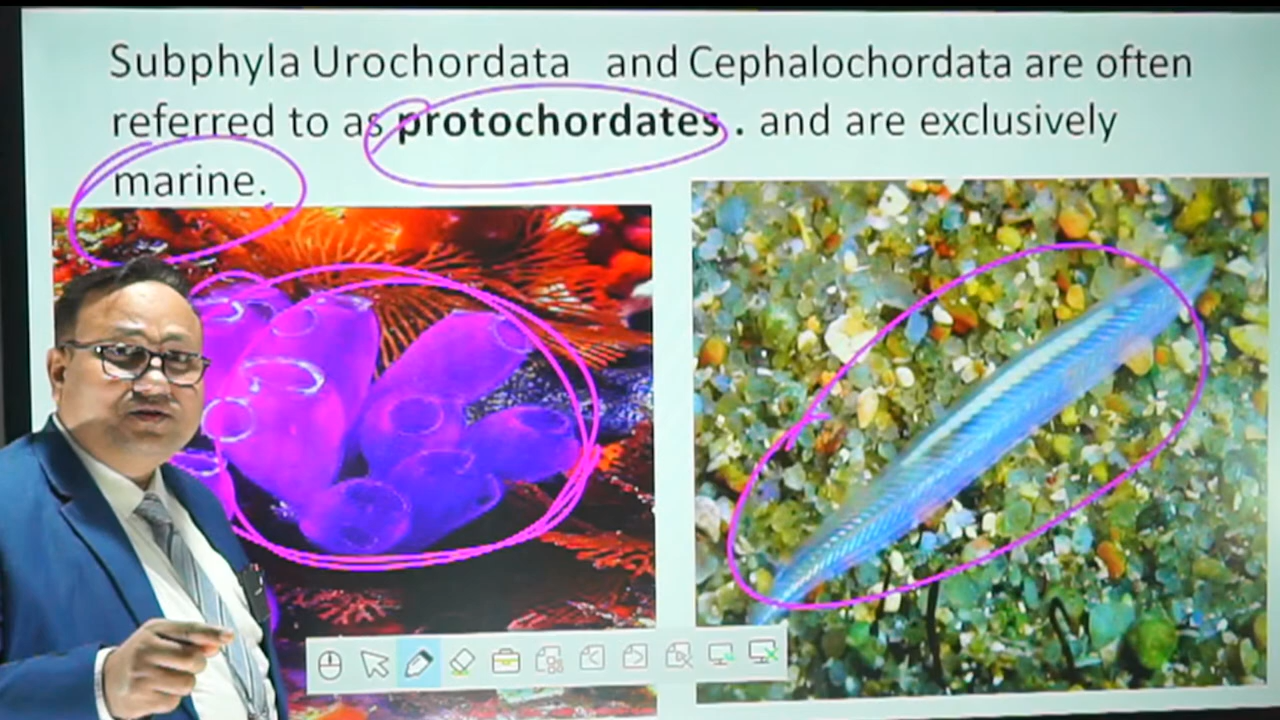 Subphyla Urochordata and Cephalochordata are often
referred to as protochordates . and are exclusively
marine.